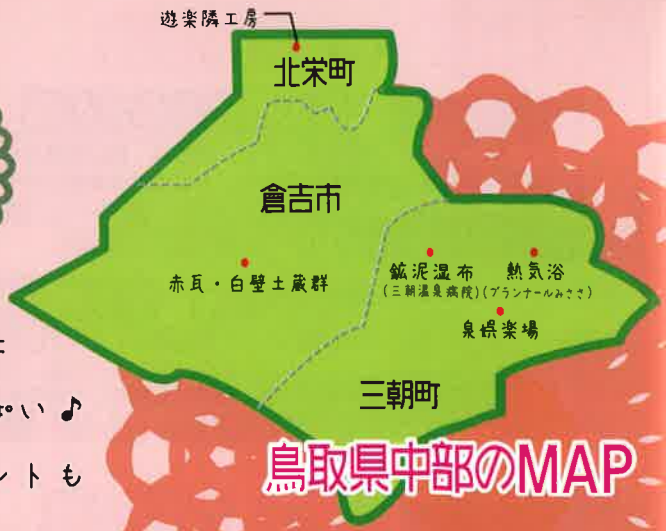 遊楽隣工房
北栄町
倉吉市
赤瓦・白壁土蔵群
鉱泥湿布 熱気浴
(三朝温泉病院)(ブランナールみささ)
泉娯楽場
三朝町
ぱい♪
ントも
鳥取県中部のMAP